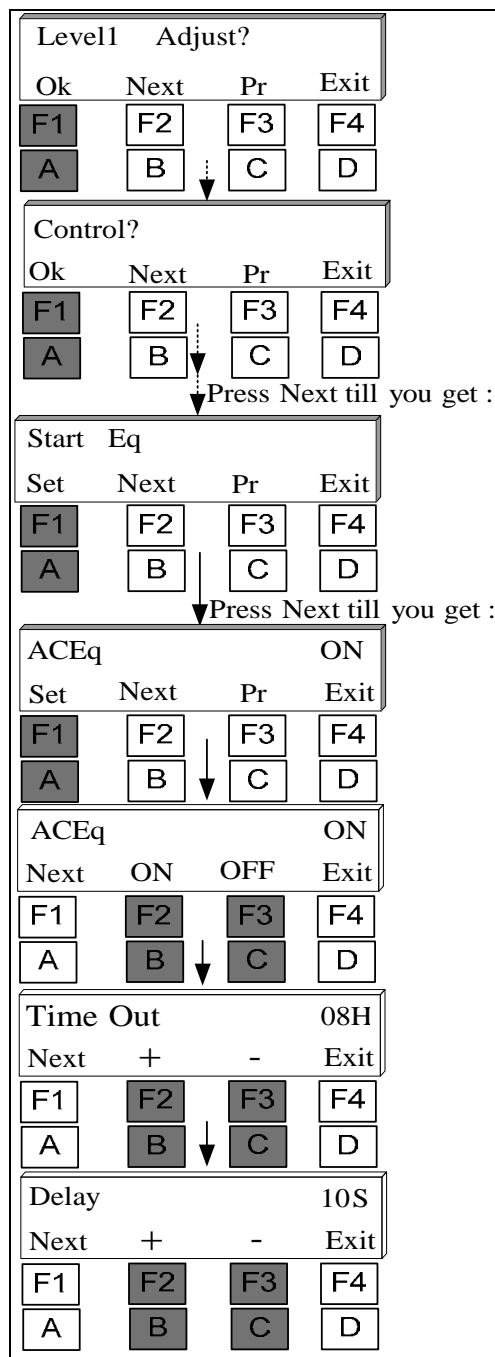 Level1 Adjust?
Ok Next Pr Exit
F1 F2 F3 F4
A B C D
Control?
Ok Next Pr Exit
F1 F2 F3 F4
A B C D
Press Next till you get :
Start Eq
Set Next Pr Exit
F1 F2 F3 F4
A B C D
Press Next till you get :
ACEq ON
Set Next Pr Exit
F1 F2 F3 F4
A B C D
ACEq ON
Next ON OFF Exit
F1 F2 F3 F4
A B C D
Time Out 08H
Next + - Exit
F1 F2 F3 F4
A B C D
Delay 10S
Next + - Exit
F1 F2 F3 F4
A B C D